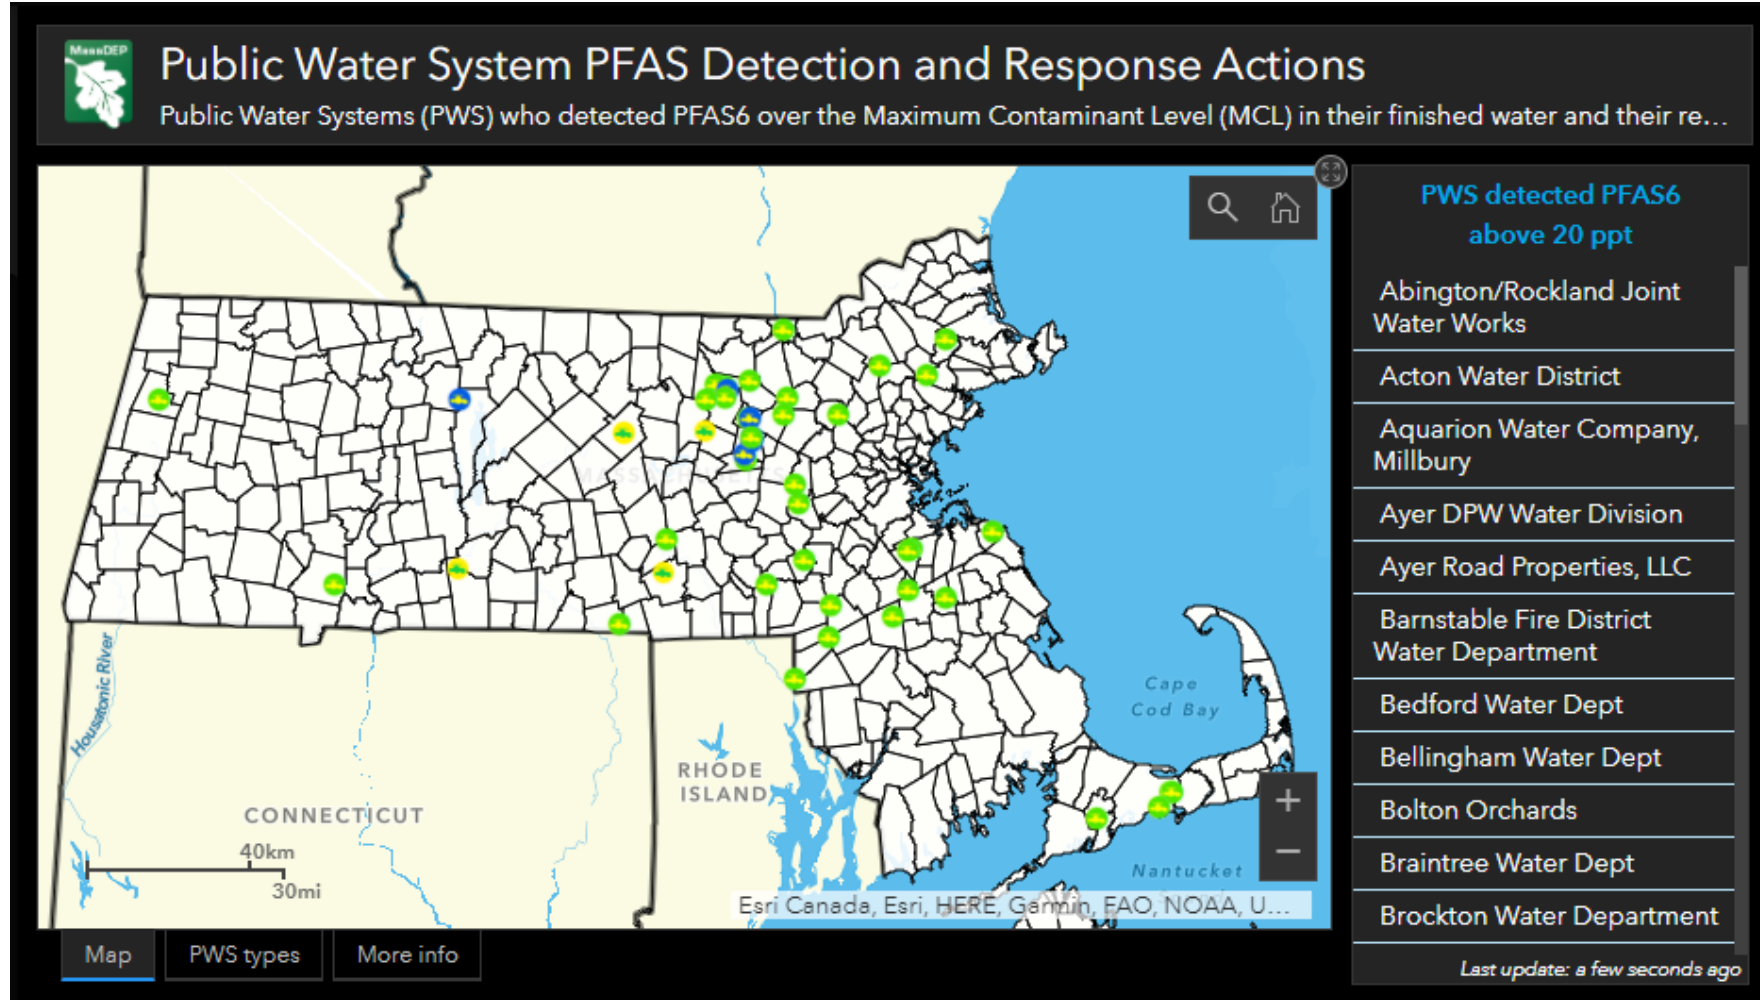 MassDEP
Public Water System PFAS Detection and Response Actions
Public Water Systems (PWS) who detected PFAS6 over the Maximum Contaminant Level (MCL) in their finished water and their re...
MASSACHUSETTS
Housatonic River
CONNECTICUT
RHODE
ISLAND
Cape
Cod Bay
Nantucket
40km
30mi
Esri Canada, Esri, HERE, Garmin, FAO, NOAA, U...
+
−
Map
PWS types
More info
PWS detected PFAS6
above 20 ppt
Abington/Rockland Joint
Water Works
Acton Water District
Aquarion Water Company,
Millbury
Ayer DPW Water Division
Ayer Road Properties, LLC
Barnstable Fire District
Water Department
Bedford Water Dept
Bellingham Water Dept
Bolton Orchards
Braintree Water Dept
Brockton Water Department
Last update: a few seconds ago